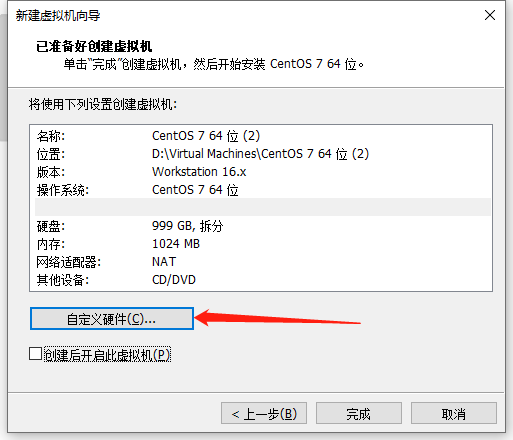 新建虚拟机向导
已准备好创建虚拟机
单击“完成”创建虚拟机，然后开始安装 CentOS 7 64 位。
将使用下列设置创建虚拟机：
名称: CentOS 7 64 位 (2)
位置: D:\Virtual Machines\CentOS 7 64 位 (2)
版本: Workstation 16.x
操作系统: CentOS 7 64 位
硬盘: 999 GB, 拆分
内存: 1024 MB
网络适配器: NAT
其他设备: CD/DVD
自定义硬件(C)...
创建后开启此虚拟机(P)
< 上一步(B) 完成 取消